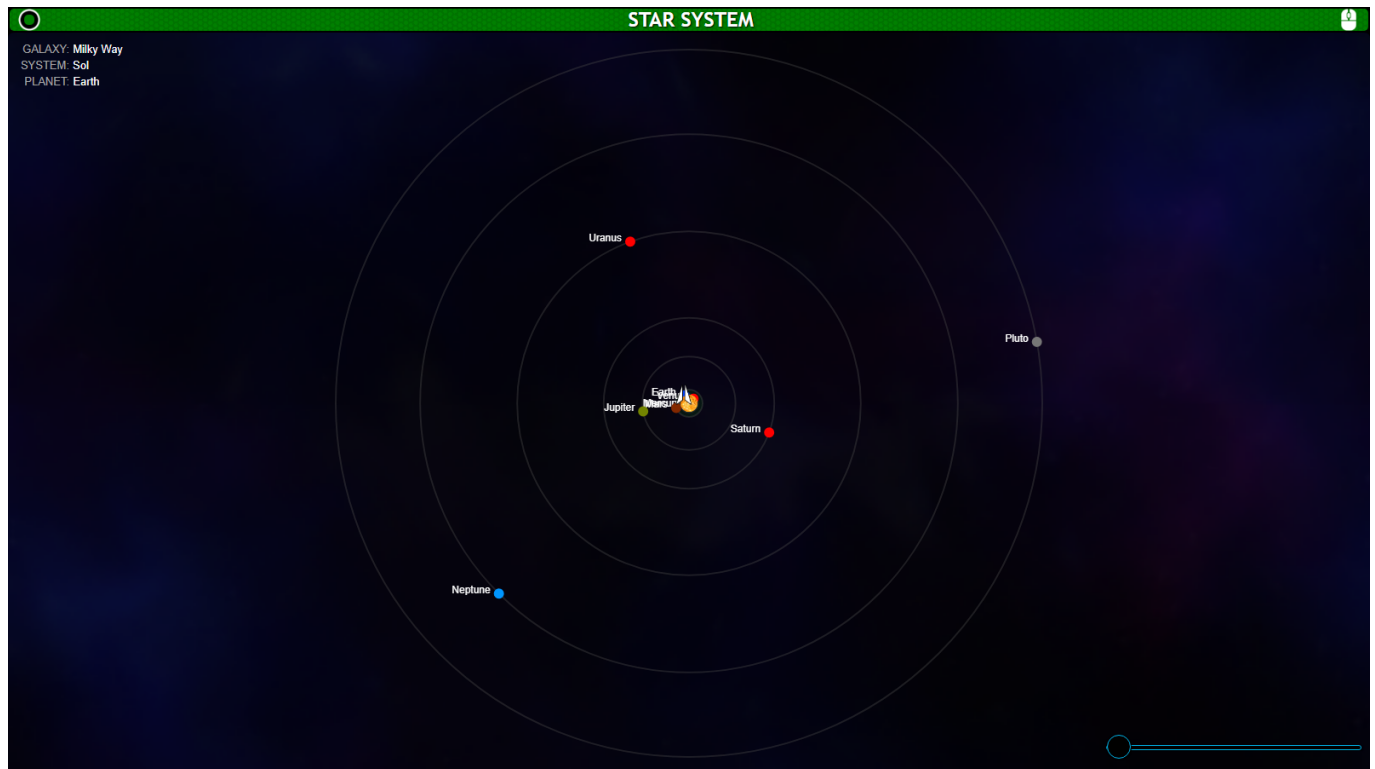 STAR SYSTEM
GALAXY: Milky Way
SYSTEM: Sol
PLANET: Earth
Uranus
Pluto
Earth
Jupiter
Saturn
Neptune